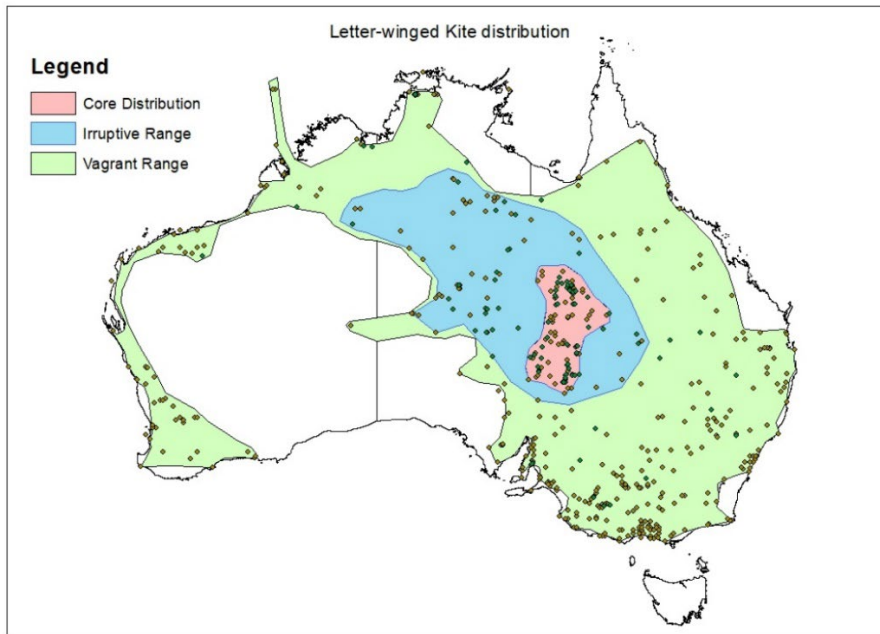 Letter-winged Kite distribution
Legend
Core Distribution
Irruptive Range
Vagrant Range